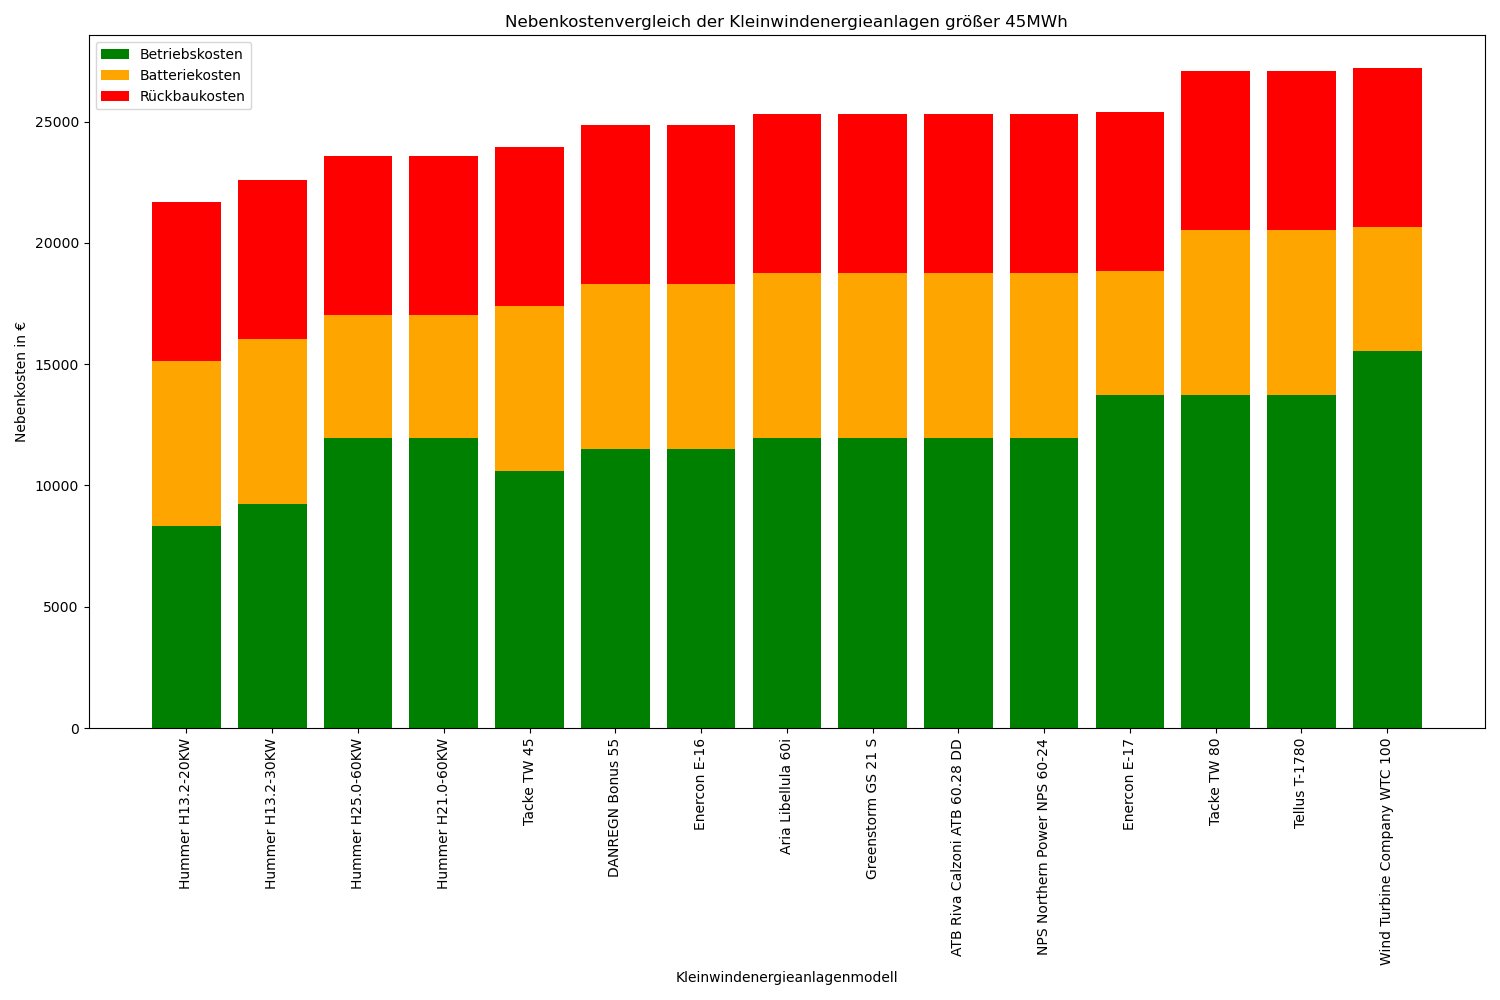 Nebenkostenvergleich der Kleinwindenergieanlagen größer 45MWh
Betriebskosten
Batteriekosten
Rückbaukosten
Nebenkosten in €
25000
20000
15000
10000
5000
0
Hummer H13.2-20KW
Hummer H13.2-30KW
Hummer H25.0-60KW
Hummer H21.0-60KW
Tacke TW 45
DANREGN Bonus 55
Enercon E-16
Aria Libellula 60i
Greenstorm GS 21 S
ATB Riva Calzoni ATB 60.28 DD
NPS Northern Power NPS 60-24
Enercon E-17
Tacke TW 80
Tellus T-1780
Wind Turbine Company WTC 100
Kleinwindenergieanlagenmodell